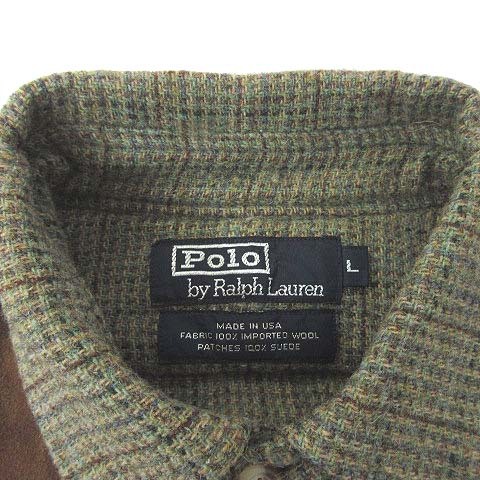 Polo
by Ralph Lauren
L
MADE IN USA
FABRIC 100% IMPORTED WOOL
PATCHES 100% SUEDE